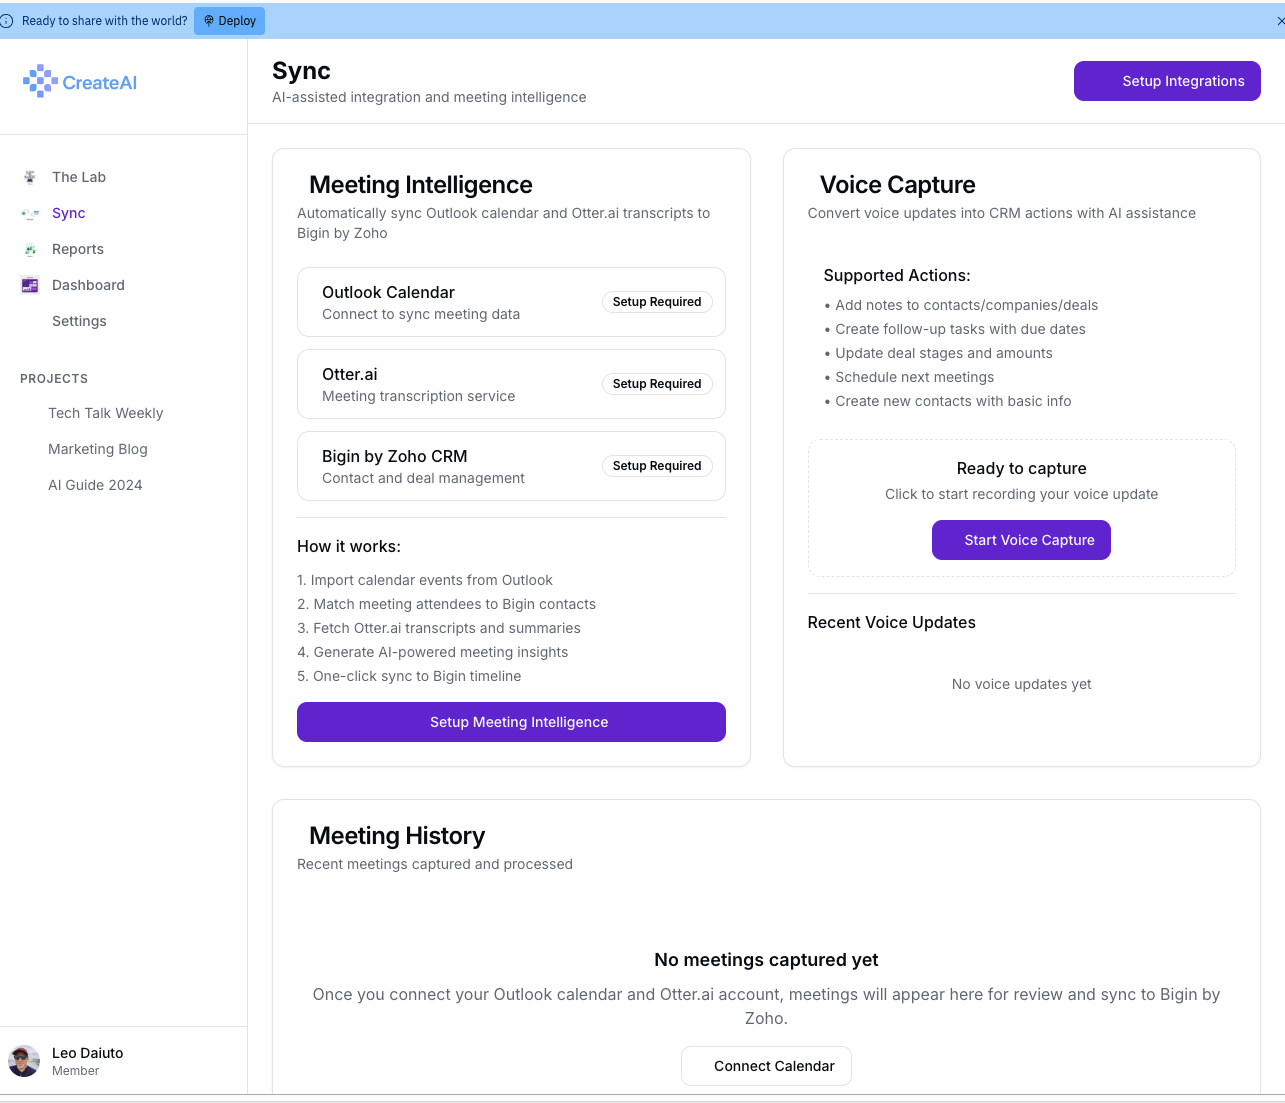 Ready to share with the world?
Deploy
CreateAI
The Lab
Sync
Reports
Dashboard
Settings
PROJECTS
Tech Talk Weekly
Marketing Blog
AI Guide 2024
Leo Daiuto
Member
Sync
AI-assisted integration and meeting intelligence
Setup Integrations
Meeting Intelligence
Automatically sync Outlook calendar and Otter.ai transcripts to
Bigin by Zoho
Outlook Calendar
Connect to sync meeting data
Setup Required
Otter.ai
Meeting transcription service
Setup Required
Bigin by Zoho CRM
Contact and deal management
Setup Required
How it works:
1. Import calendar events from Outlook
2. Match meeting attendees to Bigin contacts
3. Fetch Otter.ai transcripts and summaries
4. Generate AI-powered meeting insights
5. One-click sync to Bigin timeline
Setup Meeting Intelligence
Voice Capture
Convert voice updates into CRM actions with AI assistance
Supported Actions:
• Add notes to contacts/companies/deals
• Create follow-up tasks with due dates
• Update deal stages and amounts
• Schedule next meetings
• Create new contacts with basic info
Ready to capture
Click to start recording your voice update
Start Voice Capture
Recent Voice Updates
No voice updates yet
Meeting History
Recent meetings captured and processed
No meetings captured yet
Once you connect your Outlook calendar and Otter.ai account, meetings will appear here for review and sync to Bigin by
Zoho.
Connect Calendar